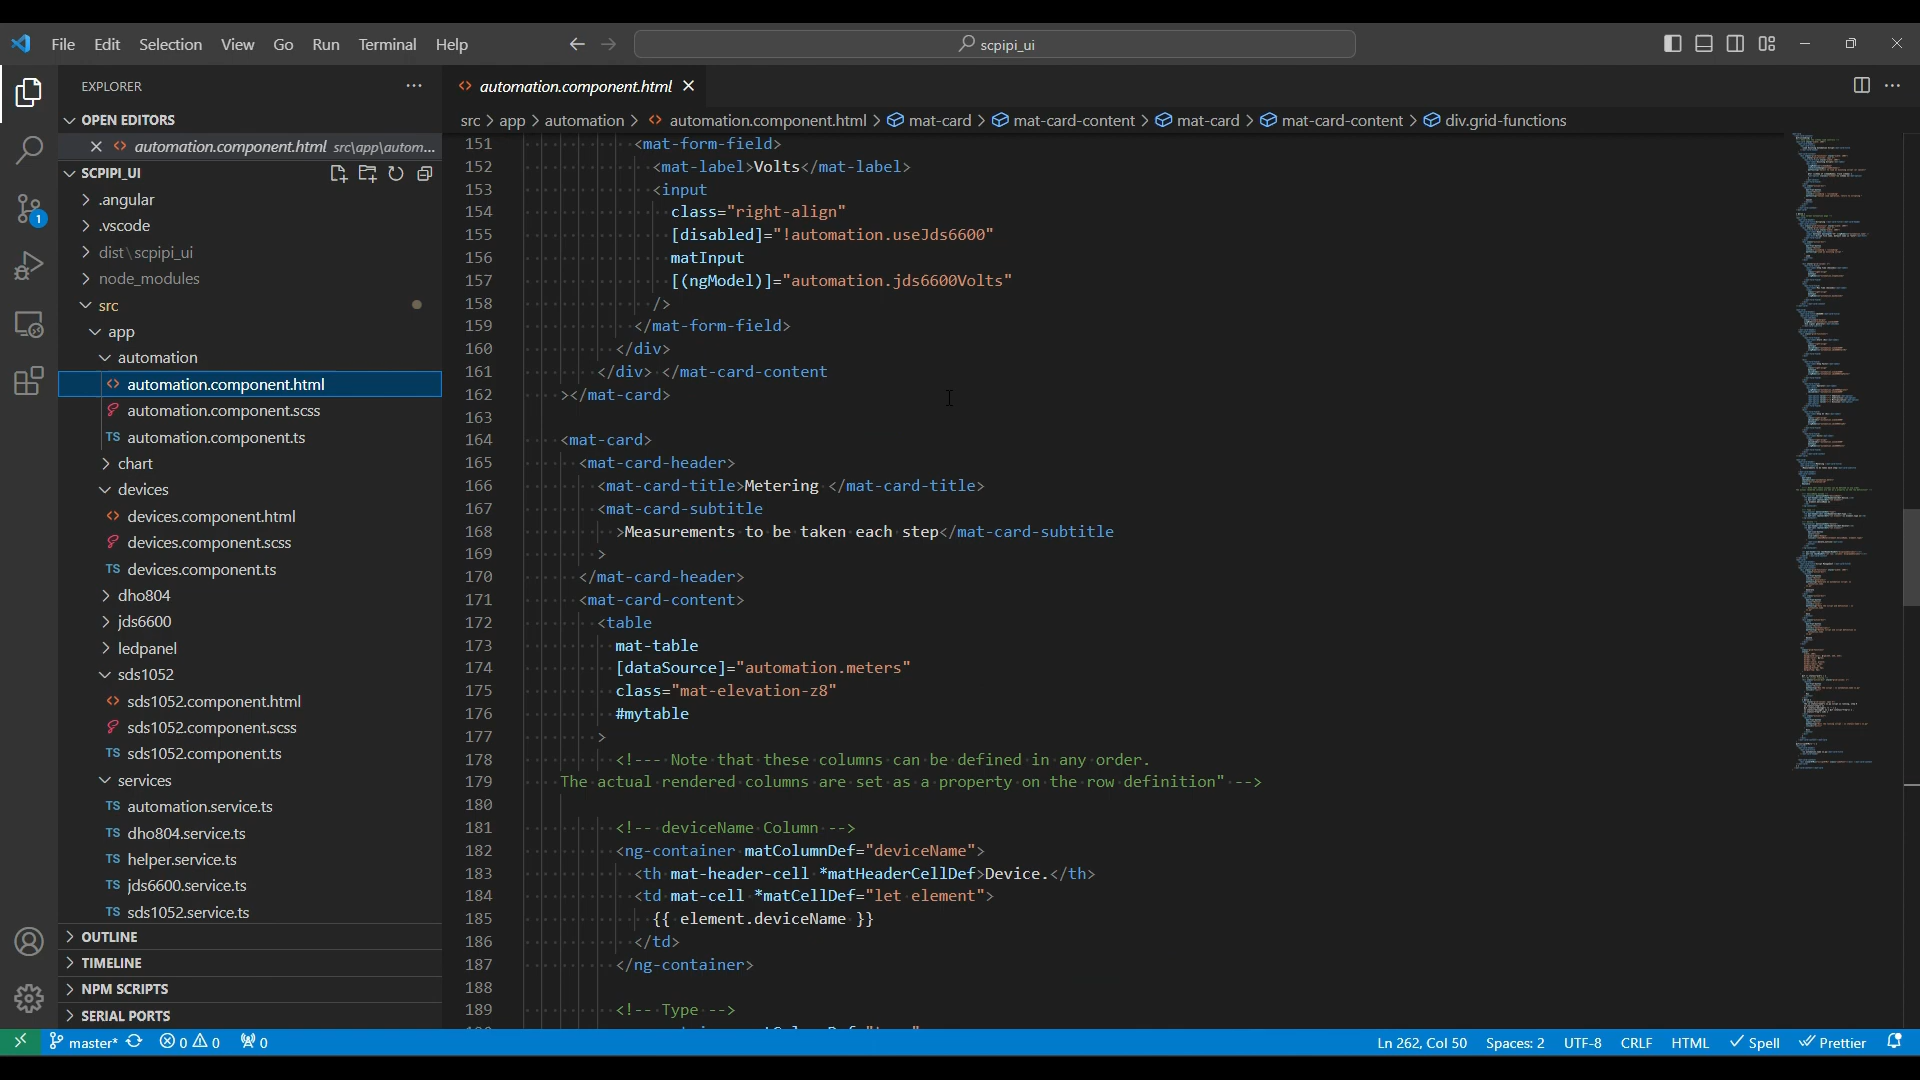 File Edit Selection View Go Run Terminal Help
scpipi_ui
EXPLORER
OPEN EDITORS
automation.component.html src\app\autom...
SCPIPI_UI
.angular
.vscode
dist\scpipi_ui
node_modules
src
app
automation
automation.component.html
automation.component.scss
TS automation.component.ts
chart
devices
devices.component.html
devices.component.scss
TS devices.component.ts
dho804
jds6600
ledpanel
sds1052
sds1052.component.html
sds1052.component.scss
TS sds1052.component.ts
services
TS automation.service.ts
TS dho804.service.ts
TS helper.service.ts
TS jds6600.service.ts
TS sds1052.service.ts
OUTLINE
TIMELINE
NPM SCRIPTS
SERIAL PORTS
1
automation.component.html
src > app > automation > automation.component.html > mat-card > mat-card-content > mat-card > mat-card-content > div.grid-functions
151 <mat-form-field>
152 <mat-label>Volts</mat-label>
153 <input
154 class="right-align"
155 [disabled]="!automation.useJds6600"
156 matInput
157 [(ngModel)]="automation.jds6600Volts"
158 />
159 </mat-form-field>
160 </div>
161 </div> </mat-card-content
162 ></mat-card>
163
164 <mat-card>
165 <mat-card-header>
166 <mat-card-title>Metering </mat-card-title>
167 <mat-card-subtitle
168 >Measurements to be taken each step</mat-card-subtitle
169 >
170 </mat-card-header>
171 <mat-card-content>
172 <table
173 mat-table
174 [dataSource]="automation.meters"
175 class="mat-elevation-z8"
176 #mytable
177 >
178 <!--- Note that these columns can be defined in any order.
179 The actual rendered columns are set as a property on the row definition" -->
180
181 <!-- deviceName Column -->
182 <ng-container matColumnDef="deviceName">
183 <th mat-header-cell *matHeaderCellDef>Device.</th>
184 <td mat-cell *matCellDef="let element">
185 {{ element.deviceName }}
186 </td>
187 </ng-container>
188
189 <!-- Type -->
master* 0 0 0
Ln 262, Col 50 Spaces: 2 UTF-8 CRLF HTML Spell Prettier